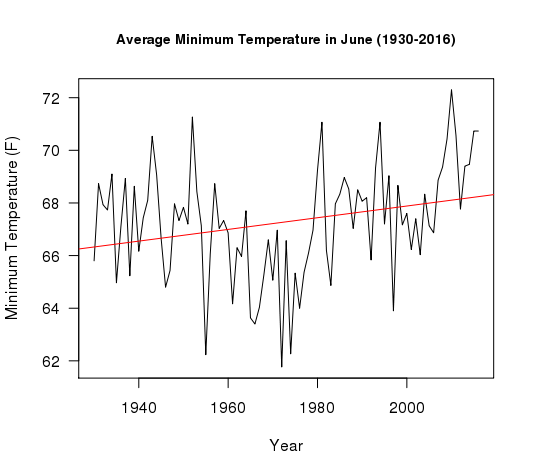 Average Minimum Temperature in June (1930-2016)
Minimum Temperature (F)
72
70
68
66
64
62
1940 1960 1980 2000
Year